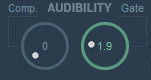 Comp. AUDIBILITY Gate
0 1.9